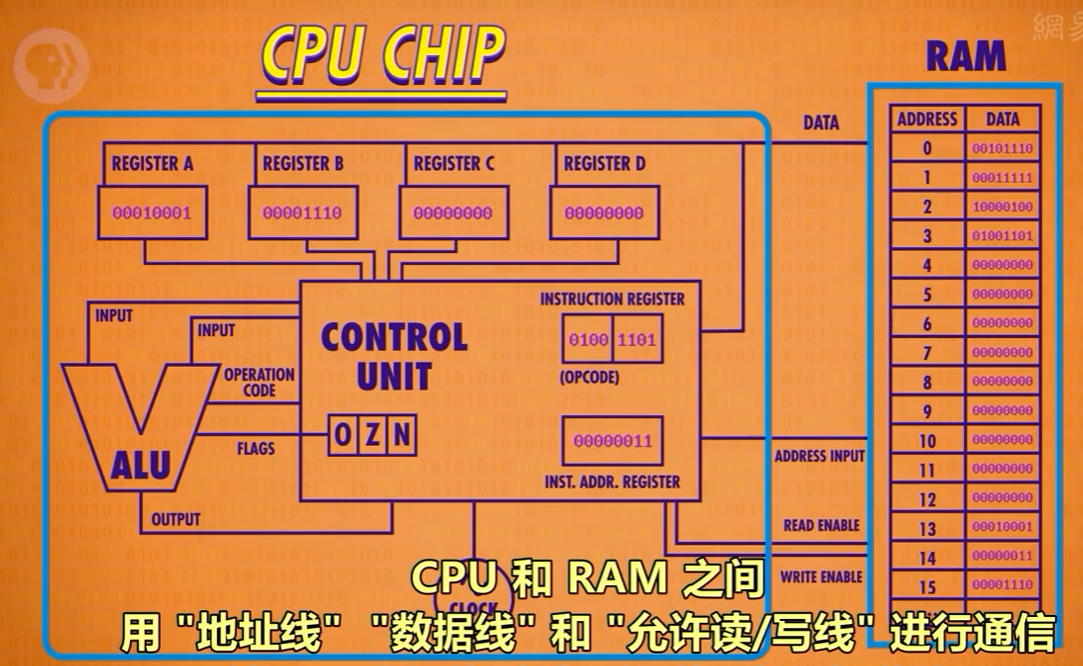 網易
CPU CHIP
RAM
DATA
REGISTER A
REGISTER B
REGISTER C
REGISTER D
00010001
00001110
00000000
00000000
INPUT
INPUT
CONTROL
UNIT
OPERATION
CODE
FLAGS
O Z N
ALU
OUTPUT
INSTRUCTION REGISTER
0100 1101
(OPCODE)
00000011
INST. ADDR. REGISTER
ADDRESS INPUT
READ ENABLE
WRITE ENABLE
CLOCK
ADDRESS DATA
0 00101110
1 00011111
2 10000100
3 01001101
4 00000000
5 00000000
6 00000000
7 00000000
8 00000000
9 00000000
10 00000000
11 00000000
12 00000000
13 00010001
14 00000011
15 00001110
CPU 和 RAM 之间
用 "地址线" "数据线" 和 "允许读/写线" 进行通信